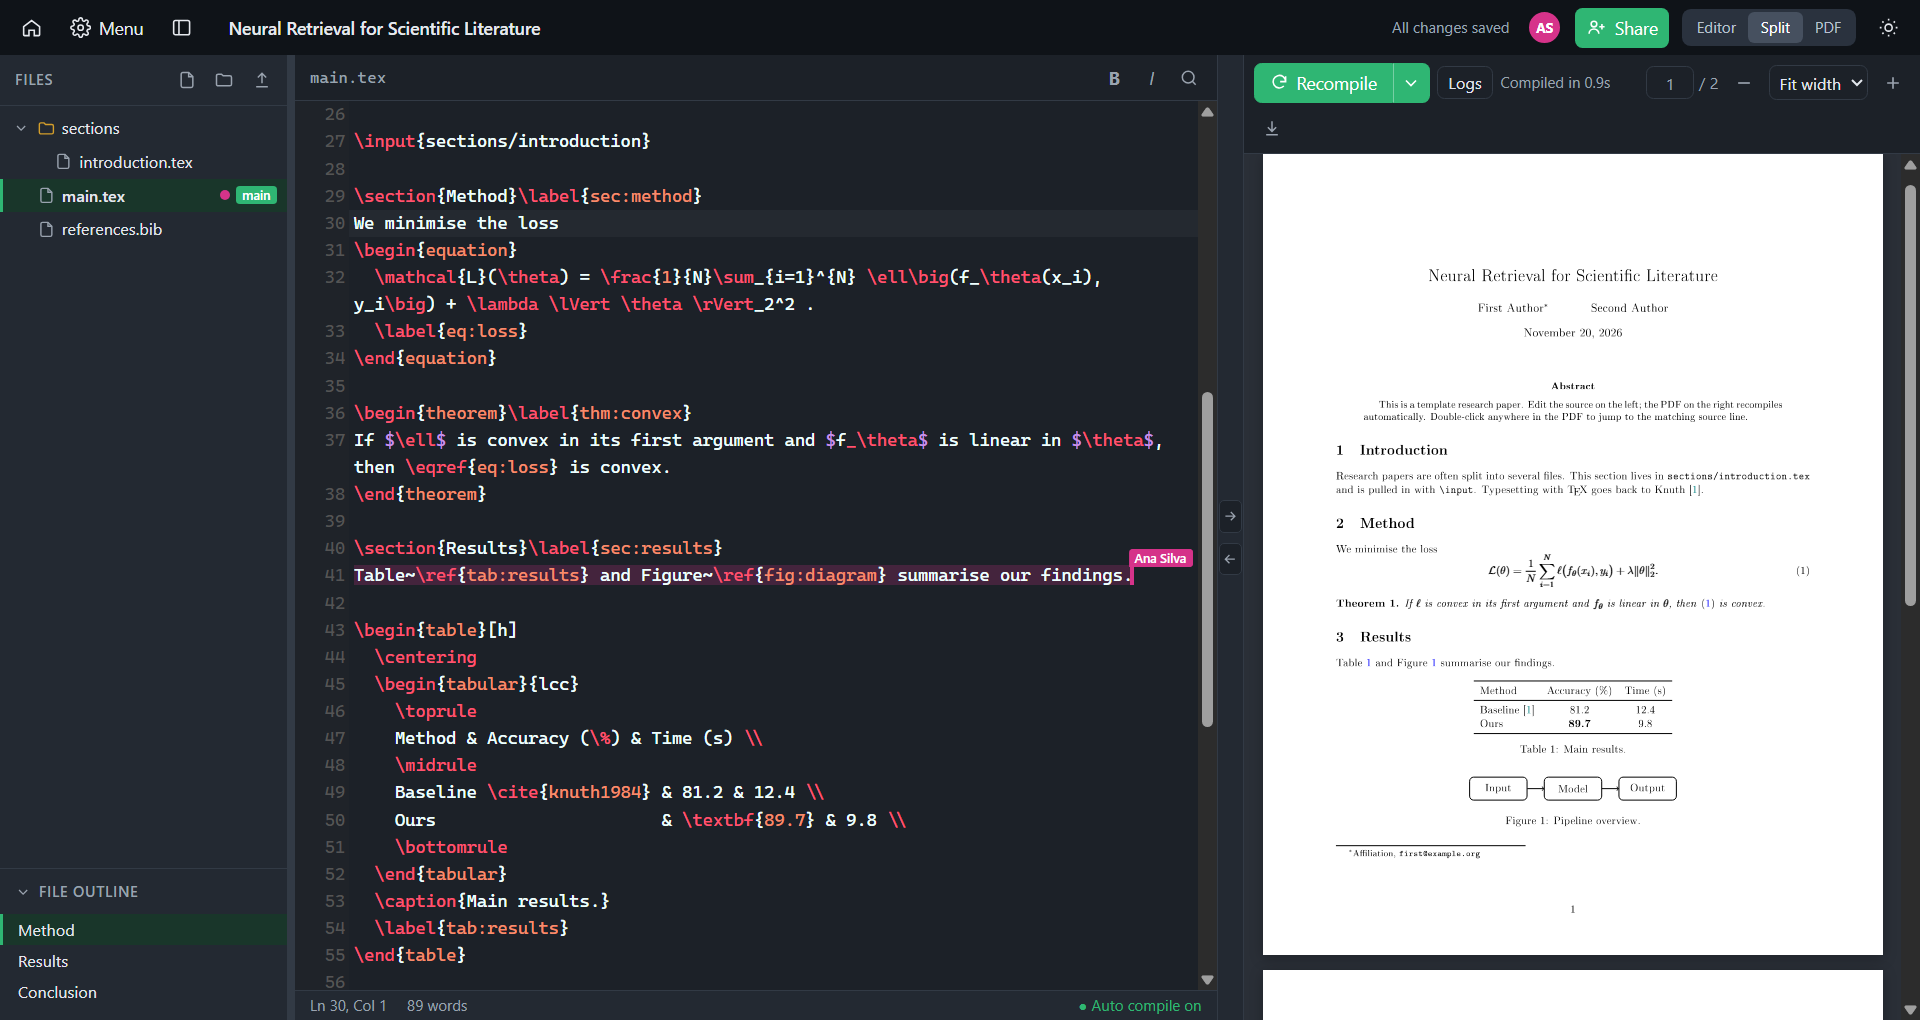 Menu
Neural Retrieval for Scientific Literature
All changes saved
AS
Share
Editor
Split
PDF
FILES
sections
introduction.tex
main.tex
main
references.bib
FILE OUTLINE
Method
Results
Conclusion
main.tex
B
I
26
27 \input{sections/introduction}
28
29 \section{Method}\label{sec:method}
30 We minimise the loss
31 \begin{equation}
32 \mathcal{L}(\theta) = \frac{1}{N}\sum_{i=1}^{N} \ell\big(f_\theta(x_i),
y_i\big) + \lambda \lVert \theta \rVert_2^2 .
33 \label{eq:loss}
34 \end{equation}
35
36 \begin{theorem}\label{thm:convex}
37 If $\ell$ is convex in its first argument and $f_\theta$ is linear in $\theta$,
then \eqref{eq:loss} is convex.
38 \end{theorem}
39
40 \section{Results}\label{sec:results}
Ana Silva
41 Table~\ref{tab:results} and Figure~\ref{fig:diagram} summarise our findings.
42
43 \begin{table}[h]
44 \centering
45 \begin{tabular}{lcc}
46 \toprule
47 Method & Accuracy (\%) & Time (s) \\
48 \midrule
49 Baseline \cite{knuth1984} & 81.2 & 12.4 \\
50 Ours & \textbf{89.7} & 9.8 \\
51 \bottomrule
52 \end{tabular}
53 \caption{Main results.}
54 \label{tab:results}
55 \end{table}
56
Ln 30, Col 1
89 words
Auto compile on
Recompile
Logs
Compiled in 0.9s
1 / 2
Fit width
Neural Retrieval for Scientific Literature
First Author* Second Author
November 20, 2026
Abstract
This is a template research paper. Edit the source on the left; the PDF on the right recompiles
automatically. Double-click anywhere in the PDF to jump to the matching source line.
1 Introduction
Research papers are often split into several files. This section lives in sections/introduction.tex
and is pulled in with \input. Typesetting with TEX goes back to Knuth [1].
2 Method
We minimise the loss
L(θ) = 1/N ∑_{i=1}^{N} ℓ(f_θ(x_i), y_i) + λ‖θ‖₂². (1)
Theorem 1. If ℓ is convex in its first argument and f_θ is linear in θ, then (1) is convex.
3 Results
Table 1 and Figure 1 summarise our findings.
Method Accuracy (%) Time (s)
Baseline [1] 81.2 12.4
Ours 89.7 9.8
Table 1: Main results.
Input Model Output
Figure 1: Pipeline overview.
*Affiliation, first@example.org
1